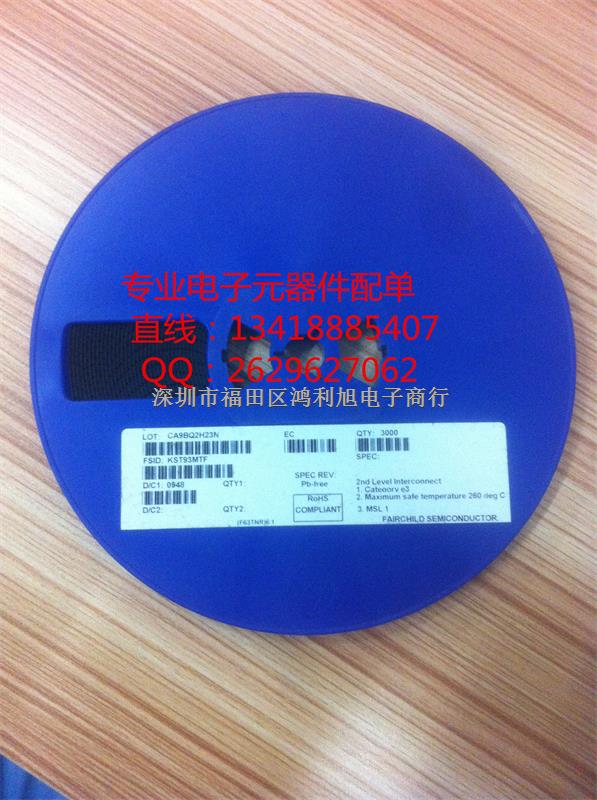 专业电子元器件配单
直线：13418885407
QQ：2629627062
深圳市福田区鸿利旭电子商行
LOT: CA9BQ2H23N
EC
QTY: 3000
FSID: KST93MTF
SPEC:
SPEC REV:
D/C1: 0948
QTY1:
Pb-free
2nd Level Interconnect
1. Category e3
2. Maximum safe temperature 260 deg C
D/C2:
QTY2:
RoHS
COMPLIANT
3. MSL 1
(F63TNR)6.1
FAIRCHILD SEMICONDUCTOR